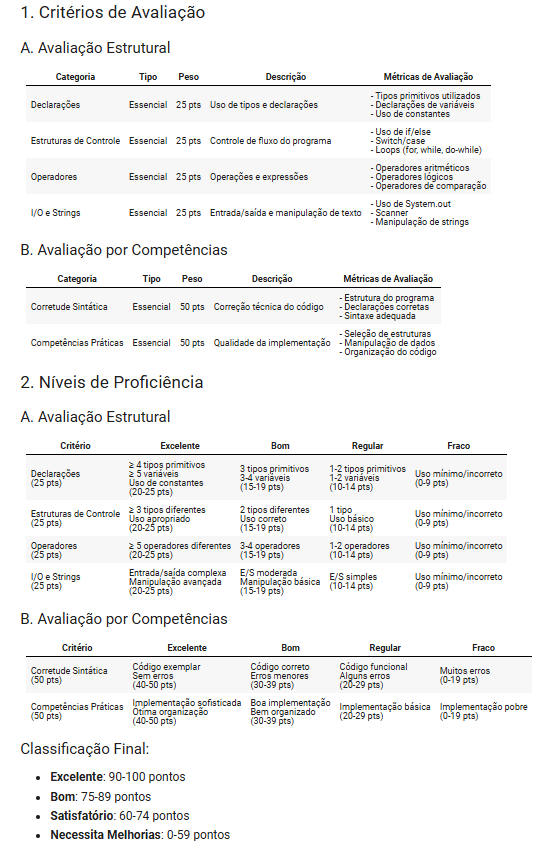 1. Critérios de Avaliação
A. Avaliação Estrutural
Categoria Tipo Peso Descrição Métricas de Avaliação
Declarações Essencial 25 pts Uso de tipos e declarações - Tipos primitivos utilizados
- Declarações de variáveis
- Uso de constantes
Estruturas de Controle Essencial 25 pts Controle de fluxo do programa - Uso de if/else
- Switch/case
- Loops (for, while, do-while)
Operadores Essencial 25 pts Operações e expressões - Operadores aritméticos
- Operadores lógicos
- Operadores de comparação
I/O e Strings Essencial 25 pts Entrada/saída e manipulação de texto - Uso de System.out
- Scanner
- Manipulação de strings
B. Avaliação por Competências
Categoria Tipo Peso Descrição Métricas de Avaliação
Corretude Sintática Essencial 50 pts Correção técnica do código - Estrutura do programa
- Declarações corretas
- Sintaxe adequada
Competências Práticas Essencial 50 pts Qualidade da implementação - Seleção de estruturas
- Manipulação de dados
- Organização do código
2. Níveis de Proficiência
A. Avaliação Estrutural
Critério Excelente Bom Regular Fraco
Declarações
(25 pts)
≥ 4 tipos primitivos
≥ 5 variáveis
Uso de constantes
(20-25 pts)
3 tipos primitivos
3-4 variáveis
(15-19 pts)
1-2 tipos primitivos
1-2 variáveis
(10-14 pts)
Uso mínimo/incorreto
(0-9 pts)
Estruturas de Controle
(25 pts)
≥ 3 tipos diferentes
Uso apropriado
(20-25 pts)
2 tipos diferentes
Uso correto
(15-19 pts)
1 tipo
Uso básico
(10-14 pts)
Uso mínimo/incorreto
(0-9 pts)
Operadores
(25 pts)
≥ 5 operadores diferentes
(20-25 pts)
3-4 operadores
(15-19 pts)
1-2 operadores
(10-14 pts)
Uso mínimo/incorreto
(0-9 pts)
I/O e Strings
(25 pts)
Entrada/saída complexa
Manipulação avançada
(20-25 pts)
E/S moderada
Manipulação básica
(15-19 pts)
E/S simples
(10-14 pts)
Uso mínimo/incorreto
(0-9 pts)
B. Avaliação por Competências
Critério Excelente Bom Regular Fraco
Corretude Sintática
(50 pts)
Código exemplar
Sem erros
(40-50 pts)
Código correto
Erros menores
(30-39 pts)
Código funcional
Alguns erros
(20-29 pts)
Muitos erros
(0-19 pts)
Competências Práticas
(50 pts)
Implementação sofisticada
Ótima organização
(40-50 pts)
Boa implementação
Bem organizado
(30-39 pts)
Implementação básica
(20-29 pts)
Implementação pobre
(0-19 pts)
Classificação Final:
• Excelente: 90-100 pontos
• Bom: 75-89 pontos
• Satisfatório: 60-74 pontos
• Necessita Melhorias: 0-59 pontos